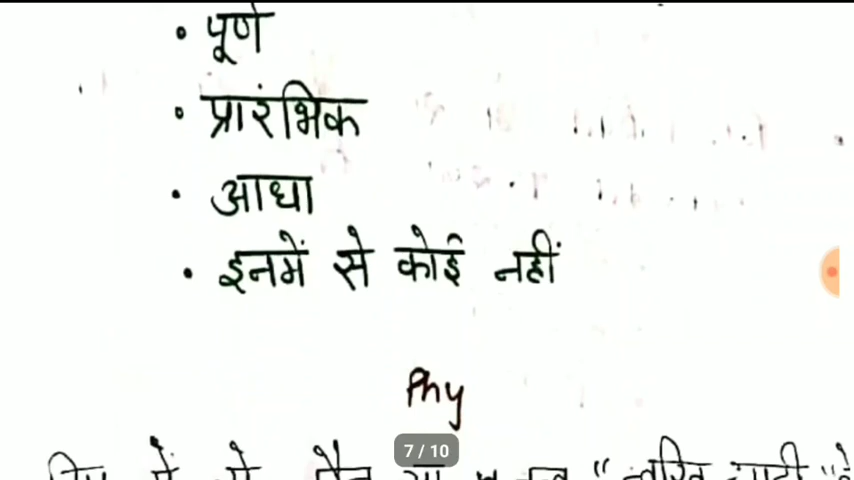 • पूर्ण
• प्रारंभिक
• आधा
• इनमें से कोई नहीं
Phy
7 / 10
में से कौन सा